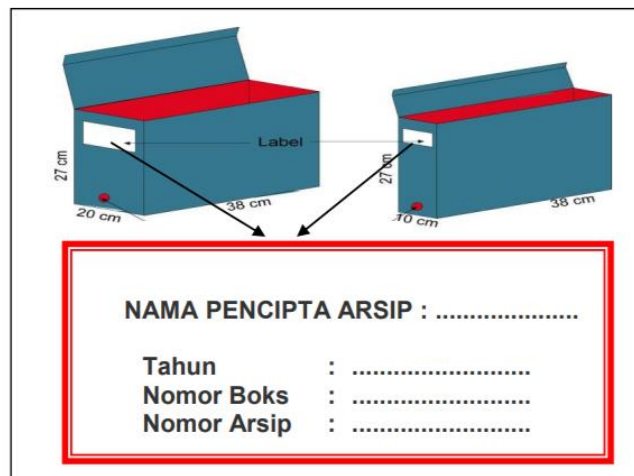 Label
27 cm
20 cm
38 cm
27 cm
10 cm
38 cm
NAMA PENCIPTA ARSIP : .....................
Tahun : ..........................
Nomor Boks : ..........................
Nomor Arsip : ..........................